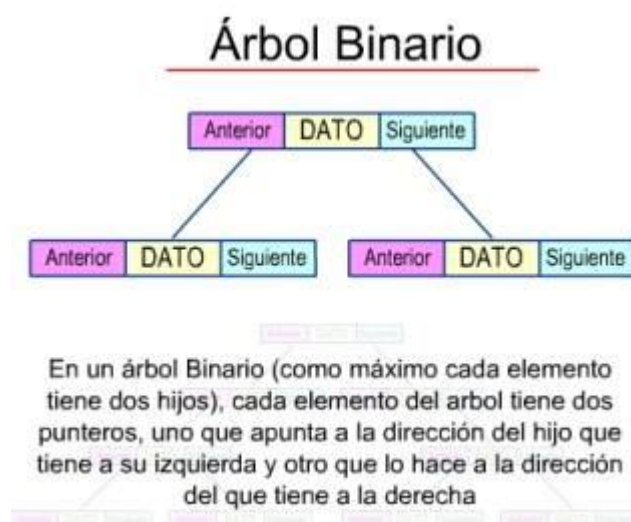 Árbol Binario
Anterior DATO Siguiente
Anterior DATO Siguiente Anterior DATO Siguiente
En un árbol Binario (como máximo cada elemento
tiene dos hijos), cada elemento del arbol tiene dos
punteros, uno que apunta a la dirección del hijo que
tiene a su izquierda y otro que lo hace a la dirección
del que tiene a la derecha